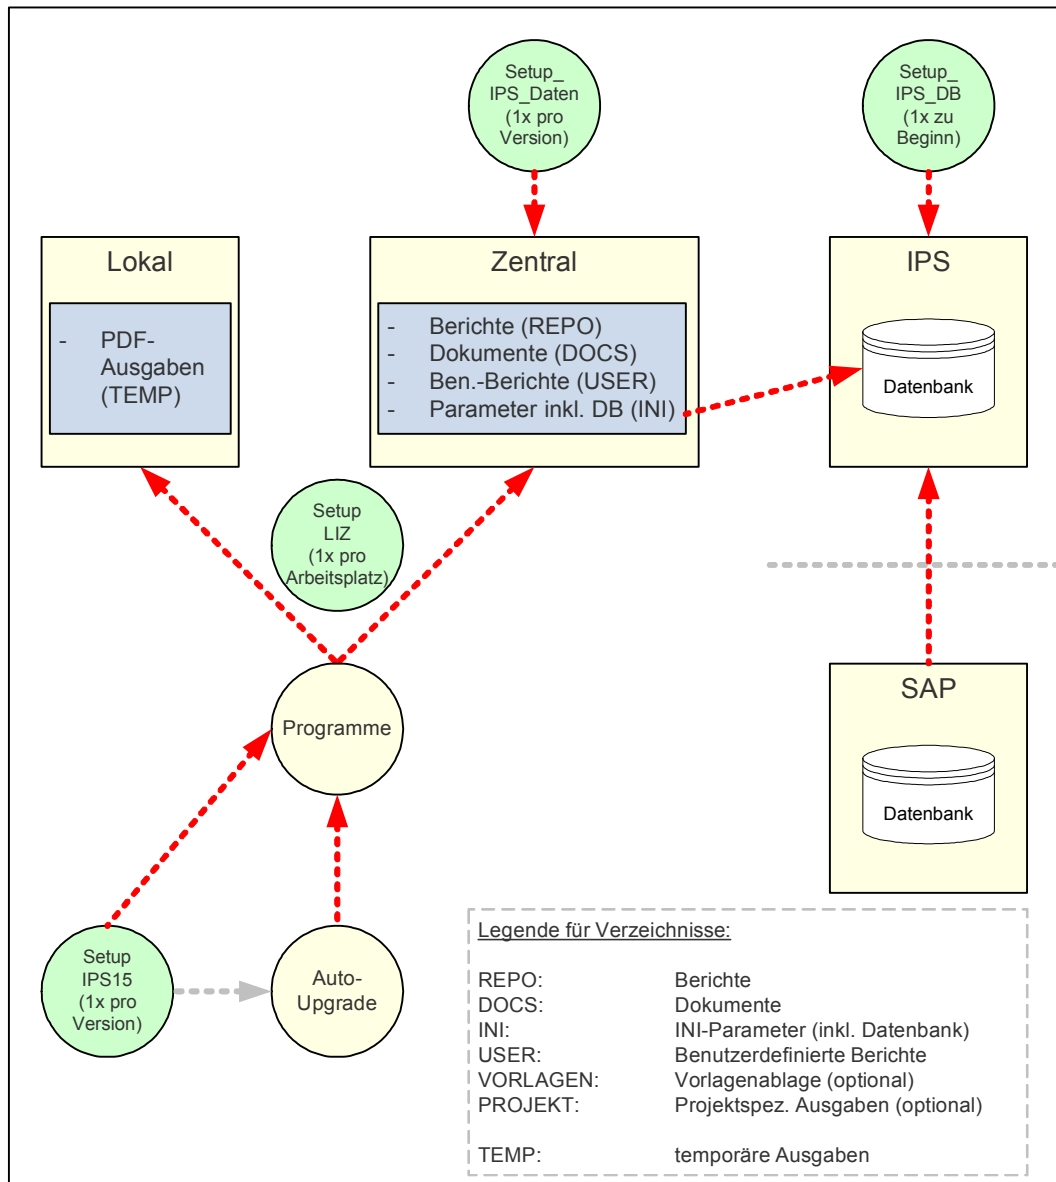 Setup_
IPS_Daten
(1x pro
Version)
Setup_
IPS_DB
(1x zu
Beginn)
Lokal
- PDF-
Ausgaben
(TEMP)
Zentral
- Berichte (REPO)
- Dokumente (DOCS)
- Ben.-Berichte (USER)
- Parameter inkl. DB (INI)
IPS
Datenbank
Setup
LIZ
(1x pro
Arbeitsplatz)
Programme
SAP
Datenbank
Setup
IPS15
(1x pro
Version)
Auto-
Upgrade
Legende für Verzeichnisse:
REPO: Berichte
DOCS: Dokumente
INI: INI-Parameter (inkl. Datenbank)
USER: Benutzerdefinierte Berichte
VORLAGEN: Vorlagenablage (optional)
PROJEKT: Projektspez. Ausgaben (optional)
TEMP: temporäre Ausgaben